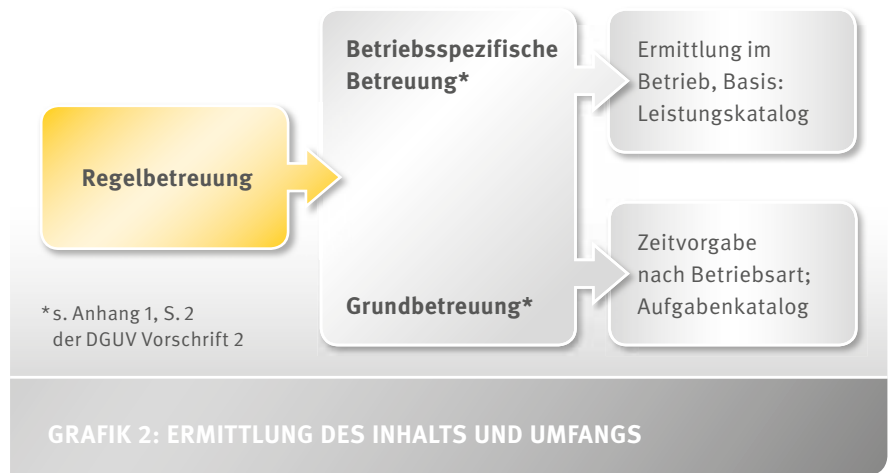 Regelbetreuung
Betriebsspezifische
Betreuung*
Ermittlung im
Betrieb, Basis:
Leistungskatalog
Grundbetreuung*
Zeitvorgabe
nach Betriebsart;
Aufgabenkatalog
*s. Anhang 1, S. 2
der DGUV Vorschrift 2
GRAFIK 2: ERMITTLUNG DES INHALTS UND UMFANGS